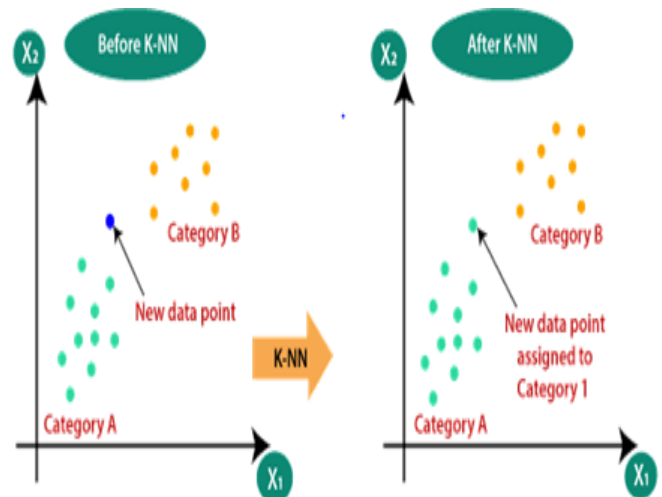 Before K-NN
X2
Category B
New data point
Category A
X1
K-NN
After K-NN
X2
Category B
New data point
assigned to
Category 1
Category A
X1